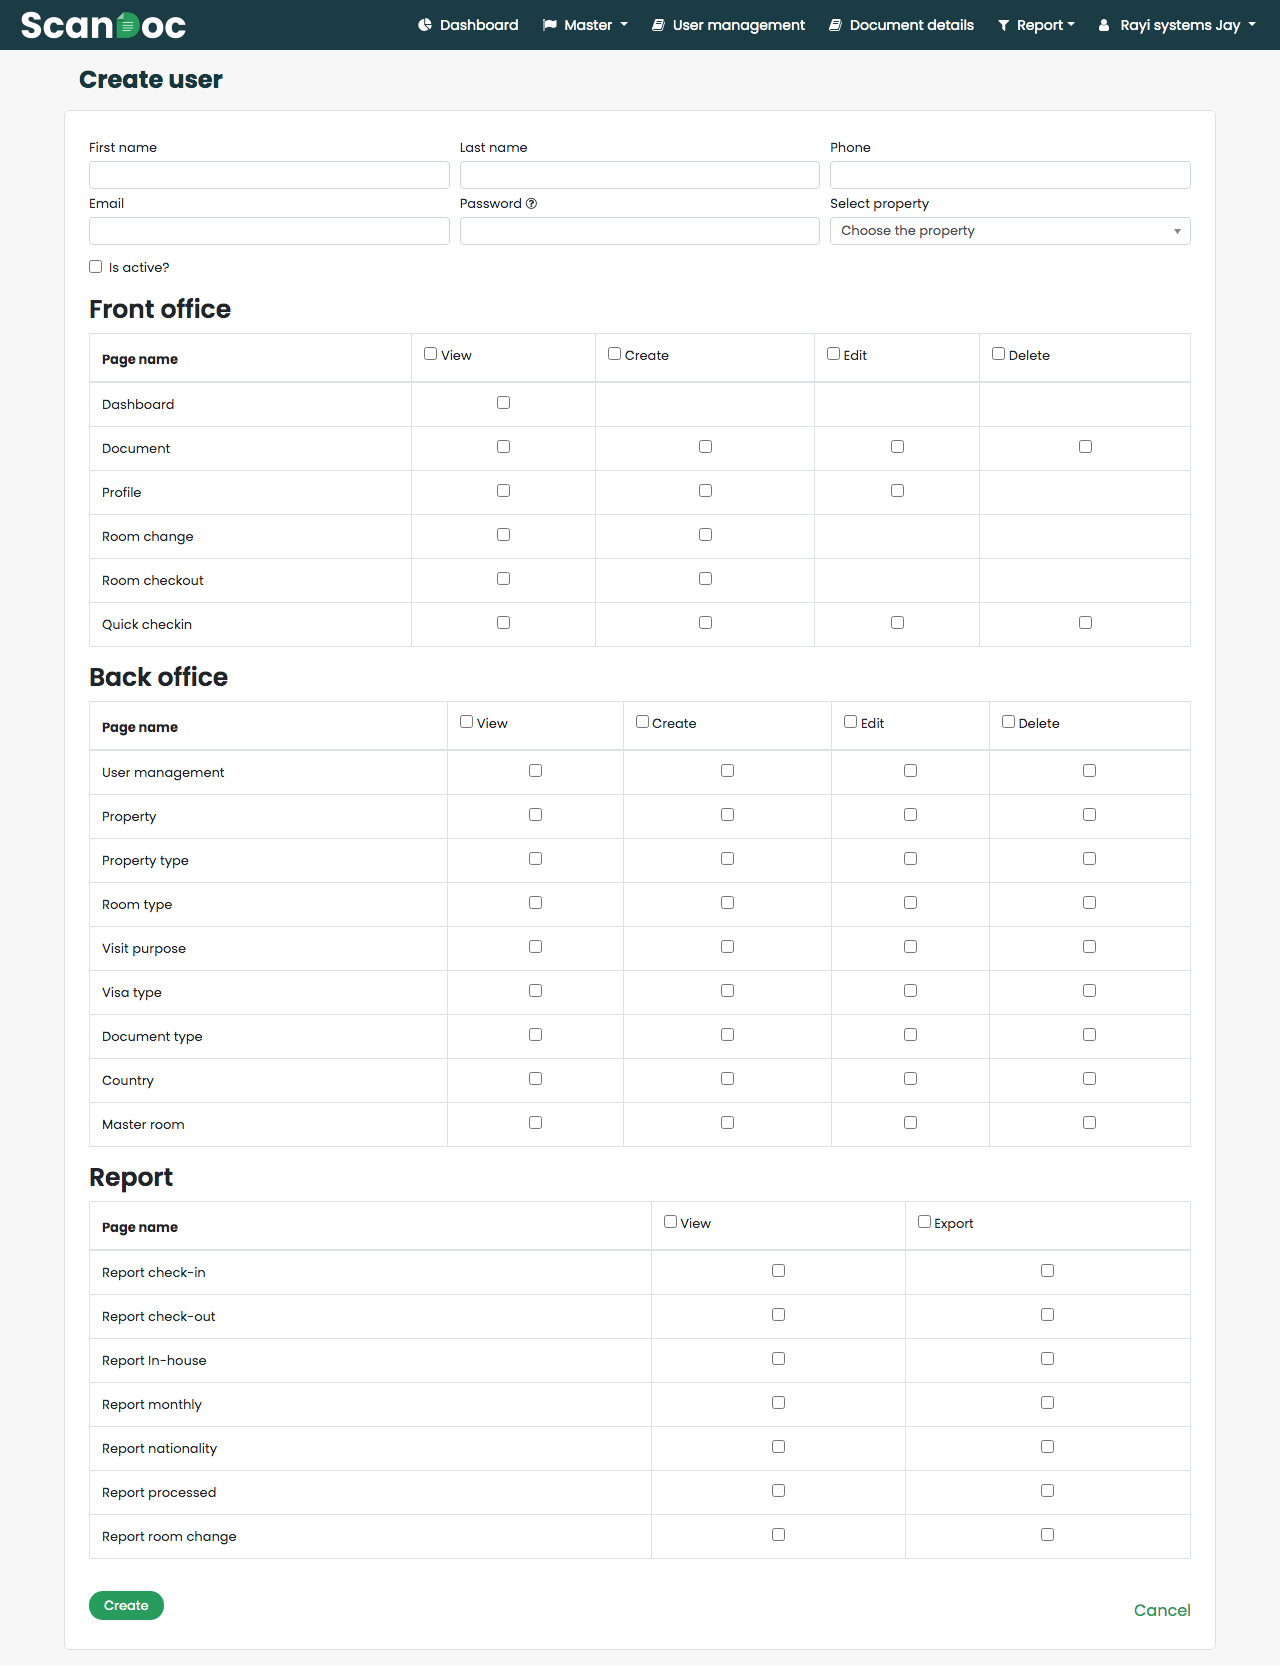 ScanDoc Dashboard Master User management Document details Report Rayi systems Jay
Create user
First name Last name Phone
Email Password Select property
Choose the property
Is active?
Front office
Page name View Create Edit Delete
Dashboard
Document
Profile
Room change
Room checkout
Quick checkin
Back office
Page name View Create Edit Delete
User management
Property
Property type
Room type
Visit purpose
Visa type
Document type
Country
Master room
Report
Page name View Export
Report check-in
Report check-out
Report In-house
Report monthly
Report nationality
Report processed
Report room change
Create Cancel